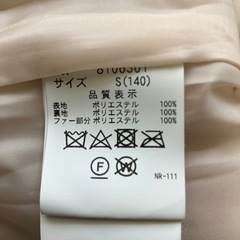 サイズ S(140)
品質表示
表地 ポリエステル 100%
裏地 ポリエステル 100%
ファー部分 ポリエステル 100%
F W
NR-111